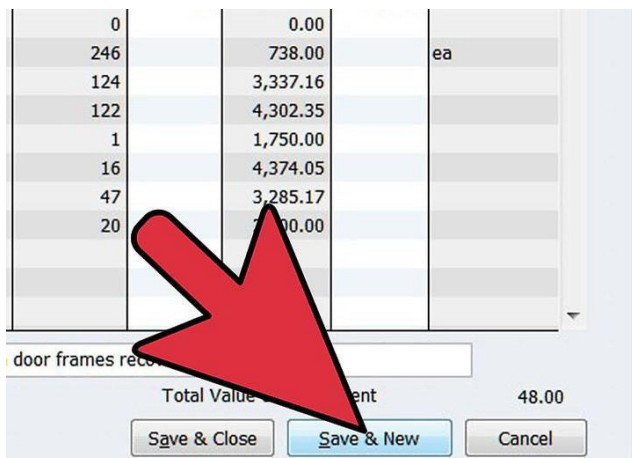 0 0.00
246 738.00 ea
124 3,337.16
122 4,302.35
1 1,750.00
16 4,374.05
47 3,285.17
20 00.00
door frames
Total Value 48.00
Save & Close Save & New Cancel